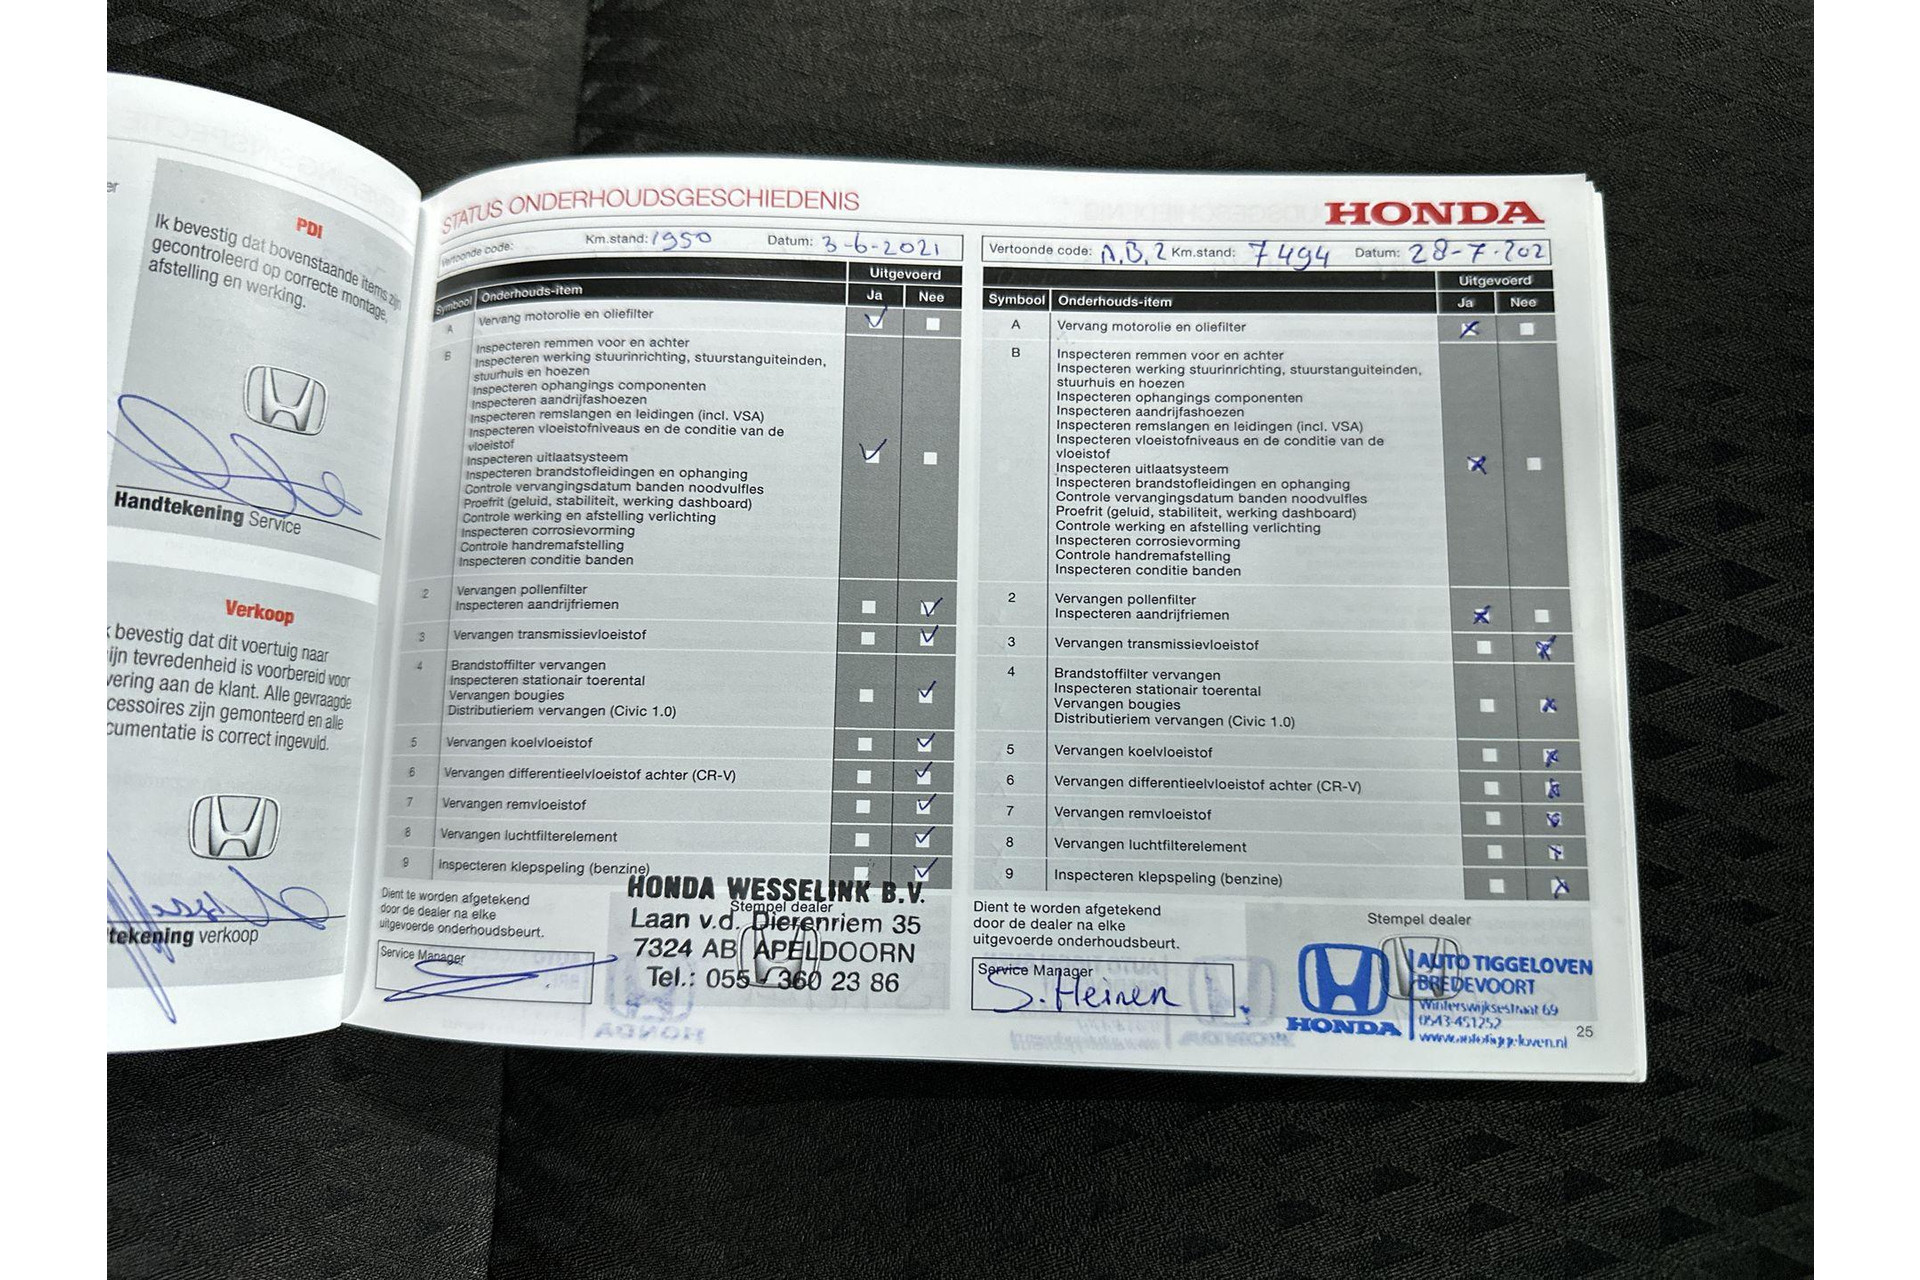 PDI
Ik bevestig dat bovenstaande items zijn
gecontroleerd op correcte montage,
afstelling en werking.
Handtekening Service
Verkoop
bevestig dat dit voertuig naar
tevredenheid is voorbereid voor
aan de klant. Alle gevraagde
zijn gemonteerd en alle
is correct ingevuld.
verkoop
STATUS ONDERHOUDSGESCHIEDENIS
HONDA
Vertoonde code: Km.stand: 1950 Datum: 3-6-2021
Uitgevoerd
Symbool Onderhouds-item Ja Nee
A Vervang motorolie en oliefilter
B Inspecteren remmen voor en achter
Inspecteren werking stuurinrichting, stuurstanguiteinden,
stuurhuis en hoezen
Inspecteren ophangings componenten
Inspecteren aandrijfashoezen
Inspecteren remslangen en leidingen (incl. VSA)
Inspecteren vloeistofniveaus en de conditie van de
vloeistof
Inspecteren uitlaatsysteem
Inspecteren brandstofleidingen en ophanging
Controle vervangingsdatum banden noodvulfles
Proefrit (geluid, stabiliteit, werking dashboard)
Controle werking en afstelling verlichting
Inspecteren corrosievorming
Controle handremafstelling
Inspecteren conditie banden
2 Vervangen pollenfilter
Inspecteren aandrijfriemen
3 Vervangen transmissievloeistof
4 Brandstoffilter vervangen
Inspecteren stationair toerental
Vervangen bougies
Distributieriem vervangen (Civic 1.0)
5 Vervangen koelvloeistof
6 Vervangen differentieelvloeistof achter (CR-V)
7 Vervangen remvloeistof
8 Vervangen luchtfilterelement
9 Inspecteren klepspeling (benzine)
Dient te worden afgetekend
door de dealer na elke
uitgevoerde onderhoudsbeurt.
Service Manager
Stempel dealer
HONDA WESSELINK B.V.
Laan v.d. Dierenriem 35
7324 AB APELDOORN
Tel.: 055 - 360 23 86
Vertoonde code: A,B,2 Km.stand: 7494 Datum: 28-7-202
Uitgevoerd
Symbool Onderhouds-item Ja Nee
A Vervang motorolie en oliefilter
B Inspecteren remmen voor en achter
Inspecteren werking stuurinrichting, stuurstanguiteinden,
stuurhuis en hoezen
Inspecteren ophangings componenten
Inspecteren aandrijfashoezen
Inspecteren remslangen en leidingen (incl. VSA)
Inspecteren vloeistofniveaus en de conditie van de
vloeistof
Inspecteren uitlaatsysteem
Inspecteren brandstofleidingen en ophanging
Controle vervangingsdatum banden noodvulfles
Proefrit (geluid, stabiliteit, werking dashboard)
Controle werking en afstelling verlichting
Inspecteren corrosievorming
Controle handremafstelling
Inspecteren conditie banden
2 Vervangen pollenfilter
Inspecteren aandrijfriemen
3 Vervangen transmissievloeistof
4 Brandstoffilter vervangen
Inspecteren stationair toerental
Vervangen bougies
Distributieriem vervangen (Civic 1.0)
5 Vervangen koelvloeistof
6 Vervangen differentieelvloeistof achter (CR-V)
7 Vervangen remvloeistof
8 Vervangen luchtfilterelement
9 Inspecteren klepspeling (benzine)
Dient te worden afgetekend
door de dealer na elke
uitgevoerde onderhoudsbeurt.
Service Manager
S. Heinen
Stempel dealer
HONDA
AUTO TIGGELOVEN
BREDEVOORT
Winterswijksestraat 69
0543-451252
www.autotiggeloven.nl
25